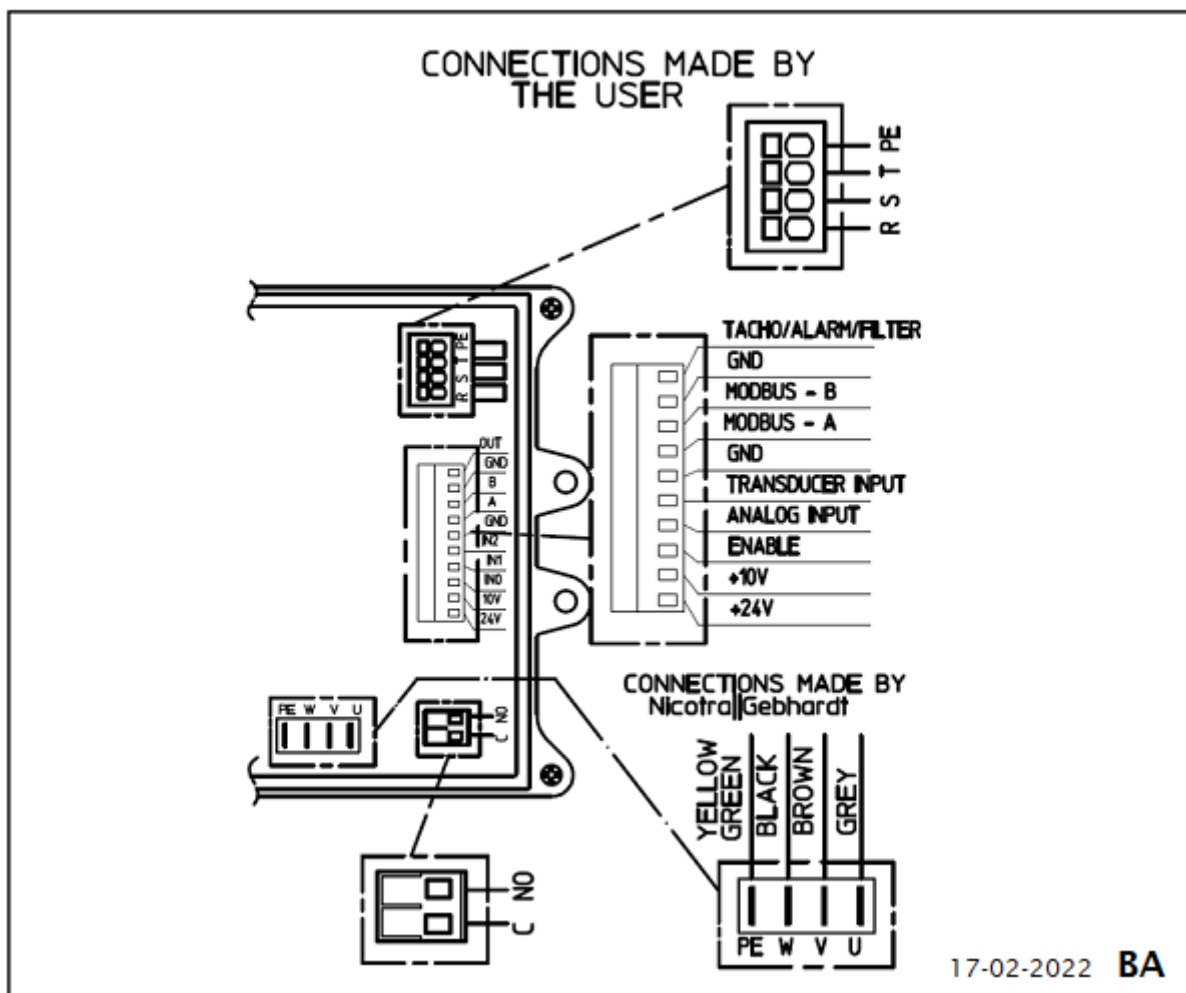 CONNECTIONS MADE BY
THE USER
PE
T
S
R
PE
T
S
R
TACHO/ALARM/FILTER
GND
MODBUS - B
MODBUS - A
GND
TRANSDUCER INPUT
ANALOG INPUT
ENABLE
+10V
+24V
OUT
GND
B
A
GND
IN2
IN1
IN0
10V
24V
PE W V U
NO
C
CONNECTIONS MADE BY
Nicotra||Gebhardt
YELLOW
GREEN
BLACK
BROWN
GREY
PE W V U
NO
C
17-02-2022 BA